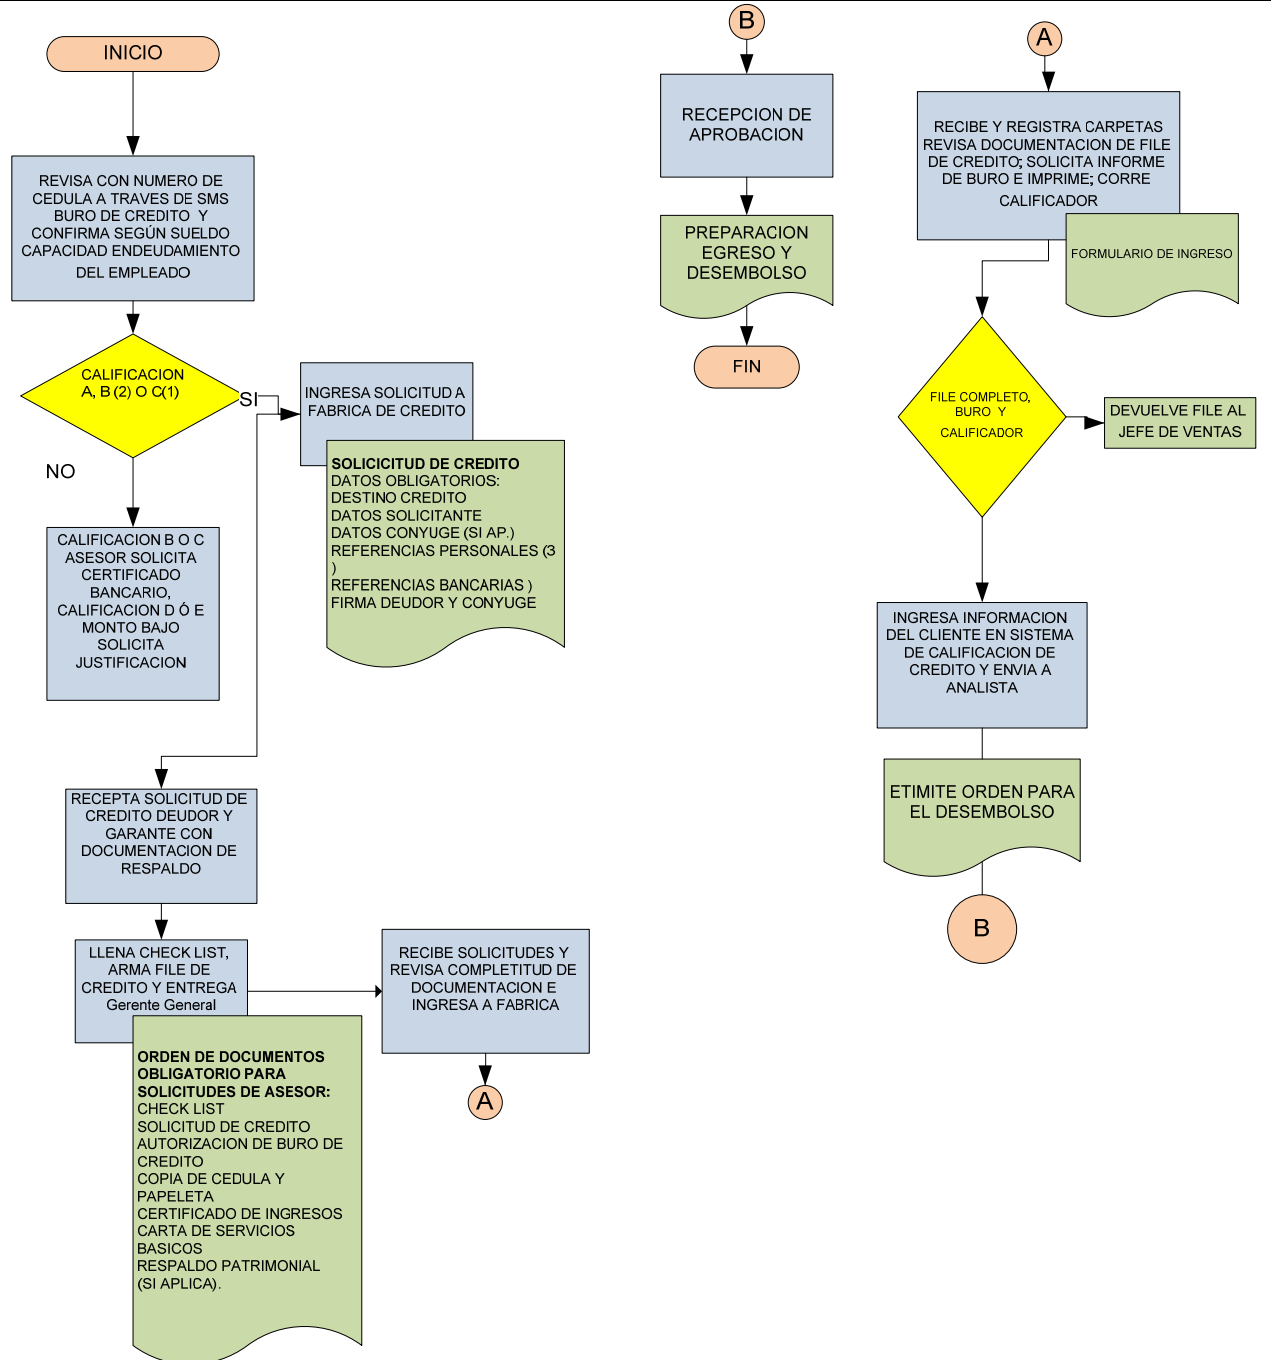 INICIO
REVISA CON NUMERO DE
CEDULA A TRAVES DE SMS
BURO DE CREDITO Y
CONFIRMA SEGÚN SUELDO
CAPACIDAD ENDEUDAMIENTO
DEL EMPLEADO
CALIFICACION
A, B (2) O C(1)
SI
NO
INGRESA SOLICITUD A
FABRICA DE CREDITO
SOLICICITUD DE CREDITO
DATOS OBLIGATORIOS:
DESTINO CREDITO
DATOS SOLICITANTE
DATOS CONYUGE (SI AP.)
REFERENCIAS PERSONALES (3
)
REFERENCIAS BANCARIAS )
FIRMA DEUDOR Y CONYUGE
CALIFICACION B O C
ASESOR SOLICITA
CERTIFICADO
BANCARIO,
CALIFICACION D Ó E
MONTO BAJO
SOLICITA
JUSTIFICACION
RECEPTA SOLICITUD DE
CREDITO DEUDOR Y
GARANTE CON
DOCUMENTACION DE
RESPALDO
LLENA CHECK LIST,
ARMA FILE DE
CREDITO Y ENTREGA
Gerente General
ORDEN DE DOCUMENTOS
OBLIGATORIO PARA
SOLICITUDES DE ASESOR:
CHECK LIST
SOLICITUD DE CREDITO
AUTORIZACION DE BURO DE
CREDITO
COPIA DE CEDULA Y
PAPELETA
CERTIFICADO DE INGRESOS
CARTA DE SERVICIOS
BASICOS
RESPALDO PATRIMONIAL
(SI APLICA).
RECIBE SOLICITUDES Y
REVISA COMPLETITUD DE
DOCUMENTACION E
INGRESA A FABRICA
A
B
RECEPCION DE
APROBACION
PREPARACION
EGRESO Y
DESEMBOLSO
FIN
A
RECIBE Y REGISTRA CARPETAS
REVISA DOCUMENTACION DE FILE
DE CREDITO; SOLICITA INFORME
DE BURO E IMPRIME; CORRE
CALIFICADOR
FORMULARIO DE INGRESO
FILE COMPLETO,
BURO Y
CALIFICADOR
DEVUELVE FILE AL
JEFE DE VENTAS
INGRESA INFORMACION
DEL CLIENTE EN SISTEMA
DE CALIFICACION DE
CREDITO Y ENVIA A
ANALISTA
ETIMITE ORDEN PARA
EL DESEMBOLSO
B